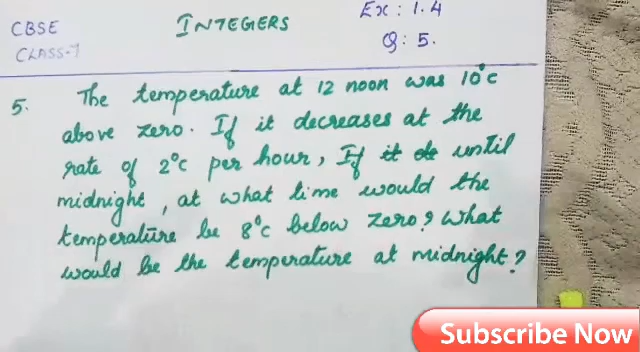 CBSE
CLASS-7
INTEGERS
Ex: 1.4
Q: 5.
5. The temperature at 12 noon was 10°c
above zero. If it decreases at the
rate of 2°c per hour, If it de until
midnight, at what time would the
temperature be 8°c below zero? What
would be the temperature at midnight?
Subscribe Now